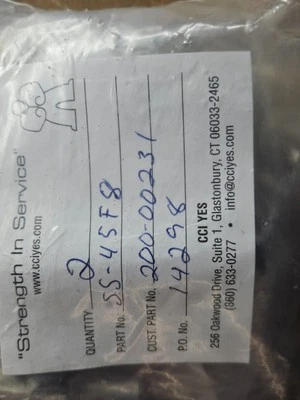 "Strength In Service"
www.cciyes.com
QUANTITY 2
PART No. SS-45F8
CUST. PART No. 200-00231
P.O. No. 14298
CCI YES
256 Oakwood Drive, Suite 1, Glastonbury, CT 06033-2465
(860) 633-0277 • info@cciyes.com